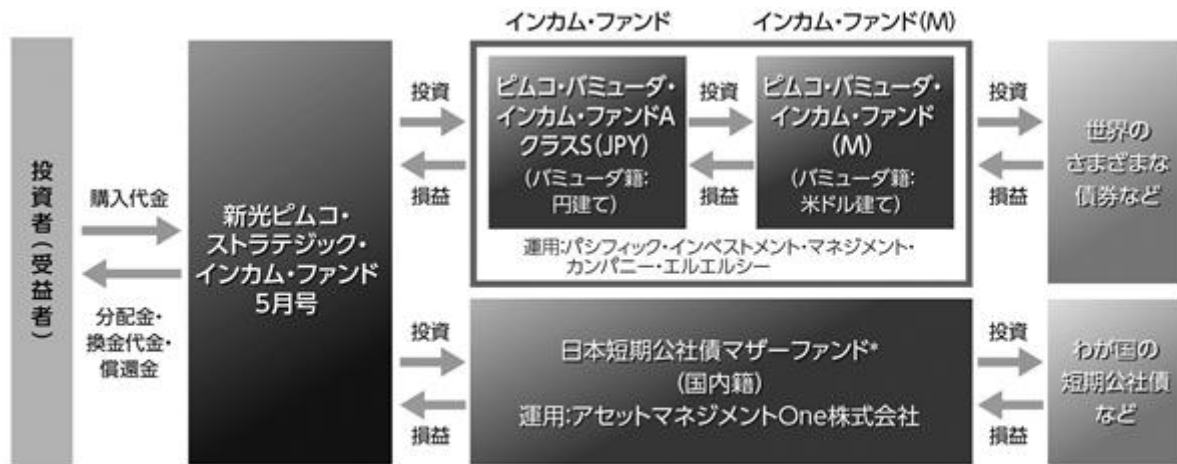 インカム・ファンド
インカム・ファンド(M)
投資者(受益者)
購入代金
分配金・
換金代金・
償還金
新光ピムコ・
ストラテジック・
インカム・ファンド
5月号
投資
損益
ピムコ・バミューダ・
インカム・ファンドA
クラスS(JPY)
(バミューダ籍:
円建て)
投資
損益
ピムコ・バミューダ・
インカム・ファンド
(M)
(バミューダ籍:
米ドル建て)
運用:パシフィック・インベストメント・マネジメント・
カンパニー・エルエルシー
投資
損益
世界の
さまざまな
債券など
投資
損益
日本短期公社債マザーファンド*
(国内籍)
運用:アセットマネジメントOne株式会社
投資
損益
わが国の
短期公社債
など